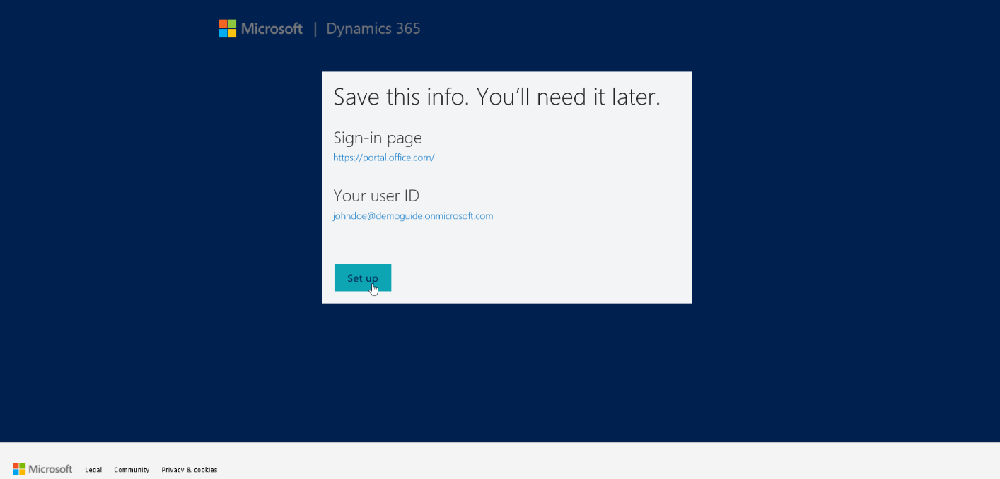 Microsoft | Dynamics 365
Save this info. You’ll need it later.
Sign-in page
https://portal.office.com/
Your user ID
johndoe@demoguide.onmicrosoft.com
Set up
Microsoft Legal Community Privacy & cookies